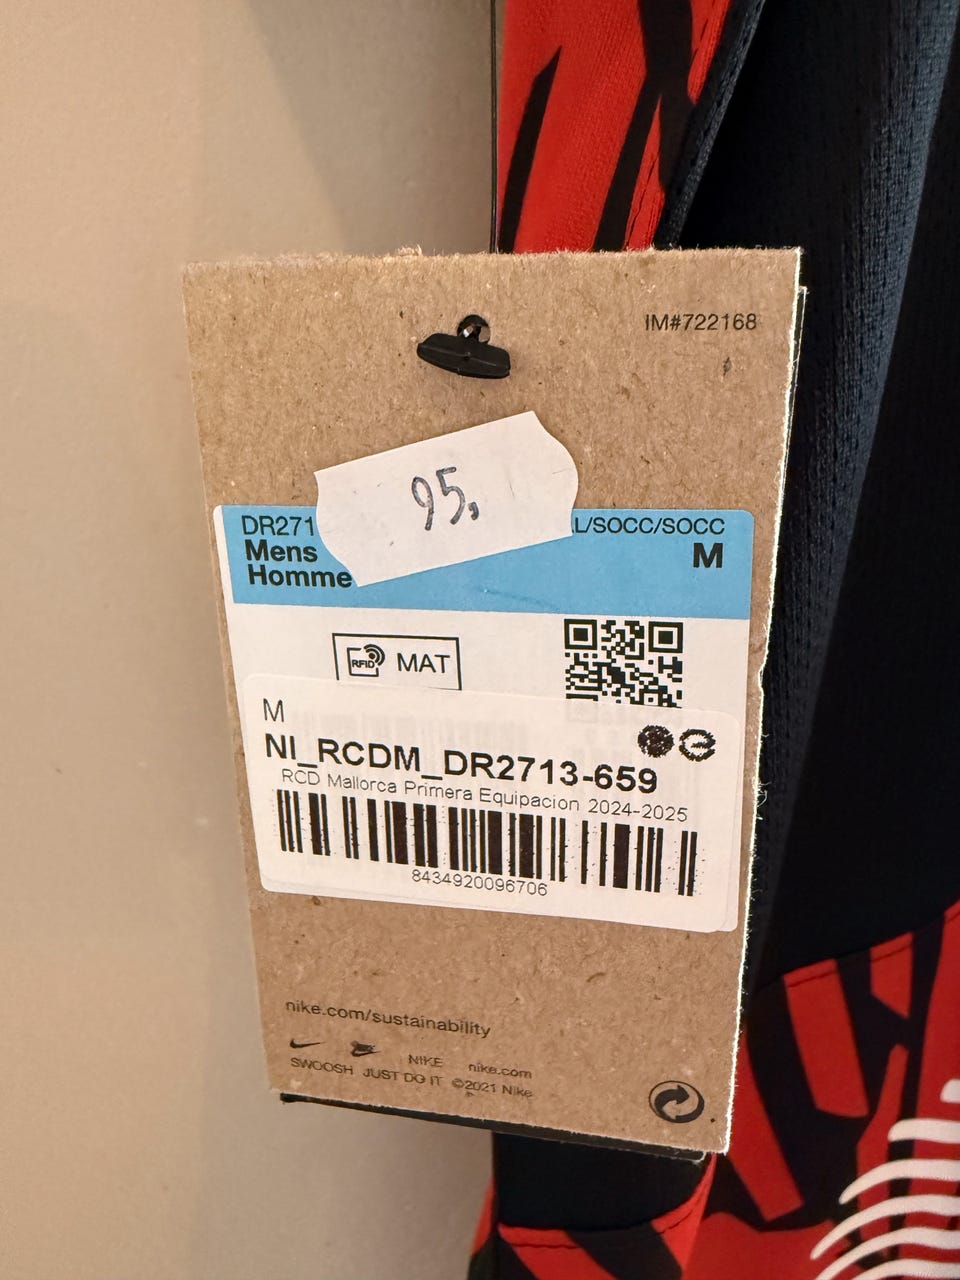 IM#722168
95,
DR271
L/SOCC/SOCC
Mens
M
Homme
RFID
MAT
M
NI_RCDM_DR2713-659
RCD Mallorca Primera Equipacion 2024-2025
8434920096706
nike.com/sustainability
NIKE nike.com
SWOOSH JUST DO IT ©2021 Nike